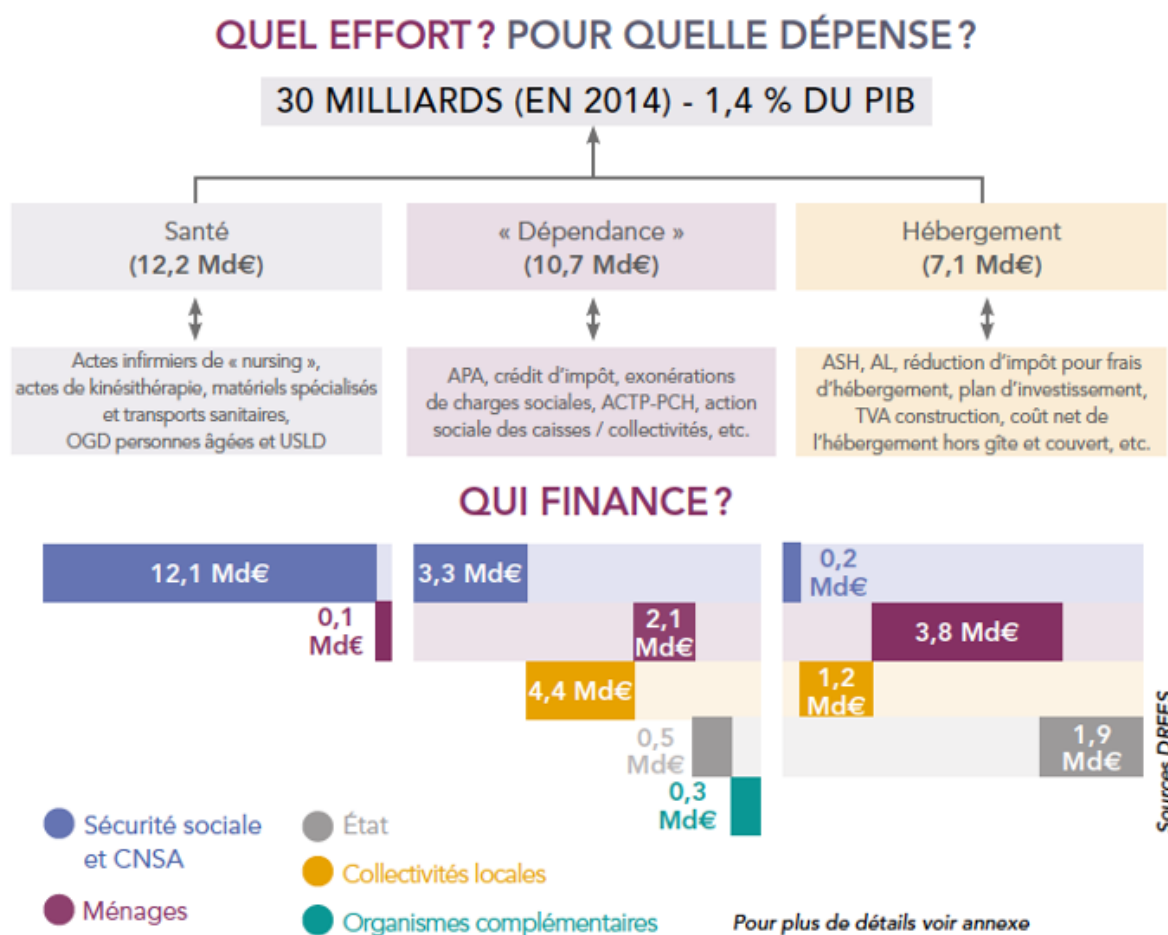 QUEL EFFORT ? POUR QUELLE DÉPENSE ?
30 MILLIARDS (EN 2014) - 1,4 % DU PIB
Santé
(12,2 Md€)
« Dépendance »
(10,7 Md€)
Hébergement
(7,1 Md€)
Actes infirmiers de « nursing »,
actes de kinésithérapie, matériels spécialisés
et transports sanitaires,
OGD personnes âgées et USLD
APA, crédit d'impôt, exonérations
de charges sociales, ACTP-PCH, action
sociale des caisses / collectivités, etc.
ASH, AL, réduction d'impôt pour frais
d'hébergement, plan d'investissement,
TVA construction, coût net de
l'hébergement hors gîte et couvert, etc.
QUI FINANCE ?
12,1 Md€
0,1
Md€
3,3 Md€
2,1
Md€
4,4 Md€
0,5
Md€
0,3
Md€
0,2
Md€
3,8 Md€
1,2
Md€
1,9
Md€
Sources DREES
Sécurité sociale
et CNSA
Ménages
État
Collectivités locales
Organismes complémentaires
Pour plus de détails voir annexe